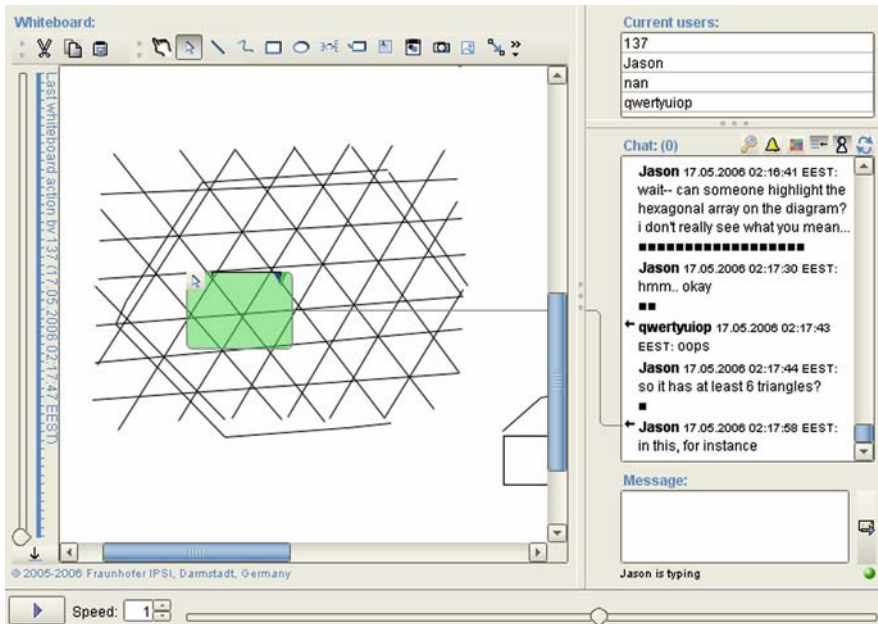 Whiteboard:
Last whiteboard action by 137 (17.05.2006 02:17:47 EEST)
© 2005-2006 Fraunhofer IPSI, Darmstadt, Germany
Speed: 1
Current users:
137
Jason
nan
qwertyuiop
Chat: (0)
Jason 17.05.2006 02:16:41 EEST:
wait-- can someone highlight the
hexagonal array on the diagram?
i don't really see what you mean...
Jason 17.05.2006 02:17:30 EEST:
hmm.. okay
qwertyuiop 17.05.2006 02:17:43
EEST: oops
Jason 17.05.2006 02:17:44 EEST:
so it has at least 6 triangles?
Jason 17.05.2006 02:17:58 EEST:
in this, for instance
Message:
Jason is typing